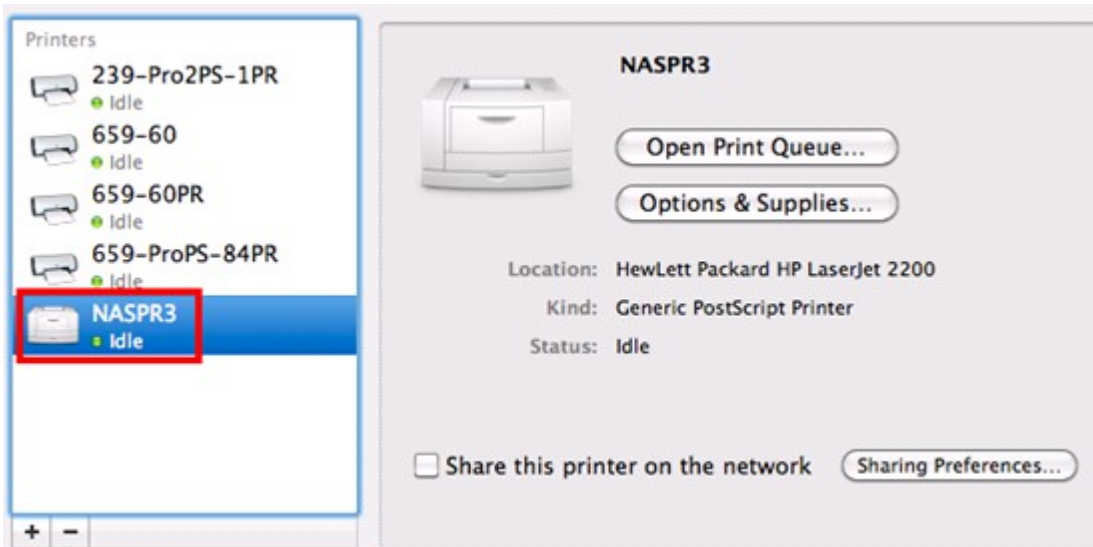 Printers
239-Pro2PS-1PR
Idle
659-60
Idle
659-60PR
Idle
659-ProPS-84PR
Idle
NASPR3
Idle
+ −
NASPR3
Open Print Queue...
Options & Supplies...
Location: HewLett Packard HP LaserJet 2200
Kind: Generic PostScript Printer
Status: Idle
Share this printer on the network Sharing Preferences...